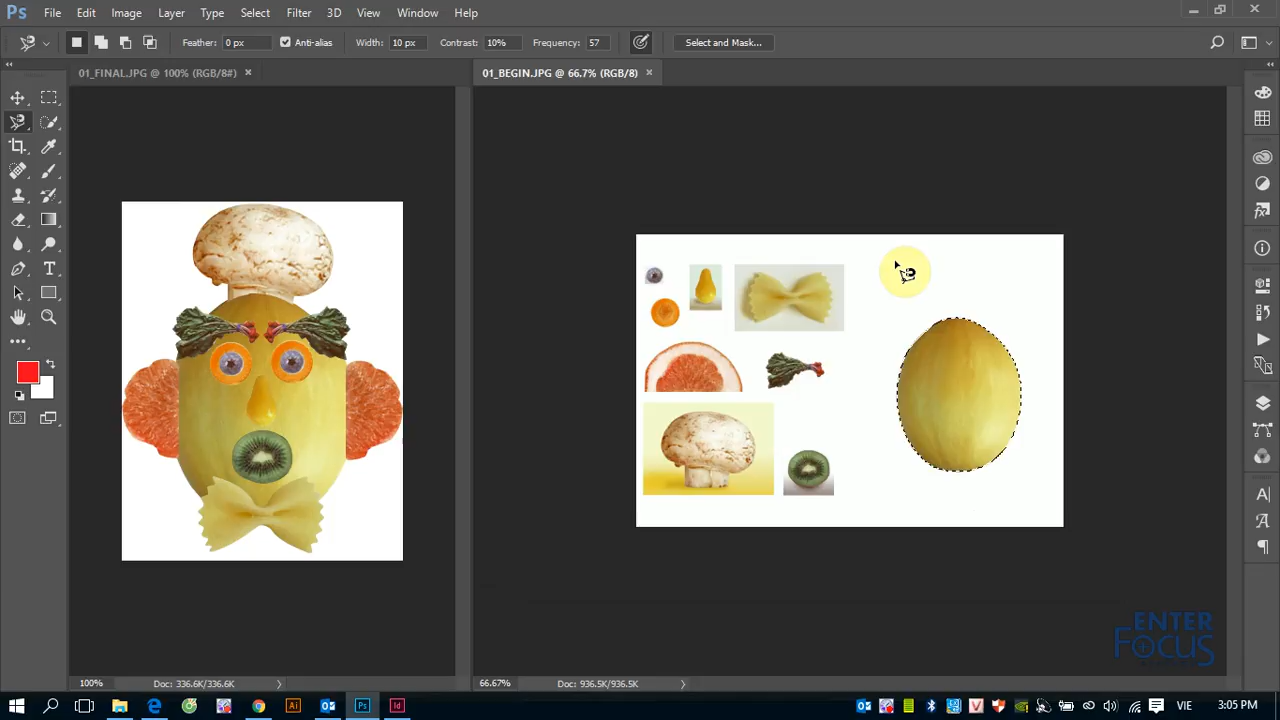 Ps File Edit Image Layer Type Select Filter 3D View Window Help
Feather: 0 px Anti-alias Width: 10 px Contrast: 10% Frequency: 57 Select and Mask...
01_FINAL.JPG @ 100% (RGB/8#) × 01_BEGIN.JPG @ 66.7% (RGB/8) ×
ENTER
FOCUS
100% Doc: 336.6K/336.6K 66.67% Doc: 936.5K/936.5K
Ai Ps Id VIE 3:05 PM